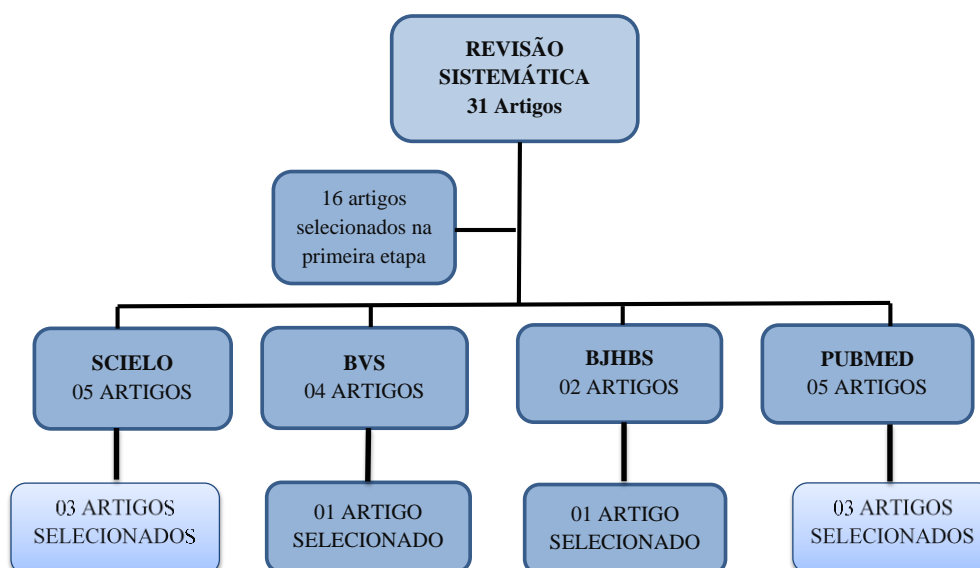 REVISÃO
SISTEMÁTICA
31 Artigos
16 artigos
selecionados na
primeira etapa
SCIELO
05 ARTIGOS
BVS
04 ARTIGOS
BJHBS
02 ARTIGOS
PUBMED
05 ARTIGOS
03 ARTIGOS
SELECIONADOS
01 ARTIGO
SELECIONADO
01 ARTIGO
SELECIONADO
03 ARTIGOS
SELECIONADOS